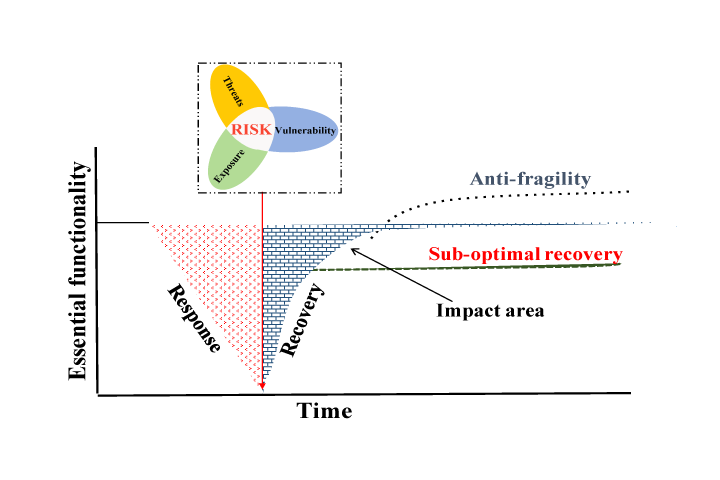 Threats
RISK
Vulnerability
Exposure
Anti-fragility
Sub-optimal recovery
Impact area
Response
Recovery
Essential functionality
Time